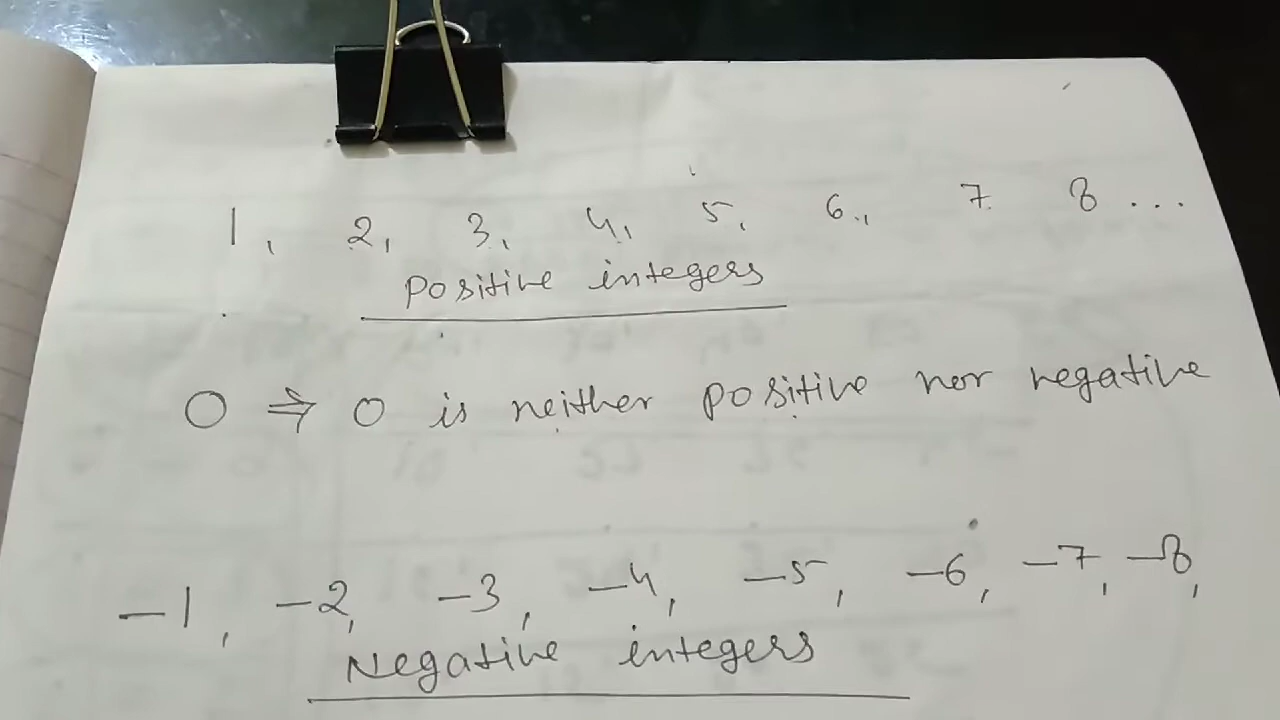 1, 2, 3, 4, 5, 6, 7 8 ...
Positive integers
0 ⇒ 0 is neither positive nor negative
-1, -2, -3, -4, -5, -6, -7, -8,
Negative integers